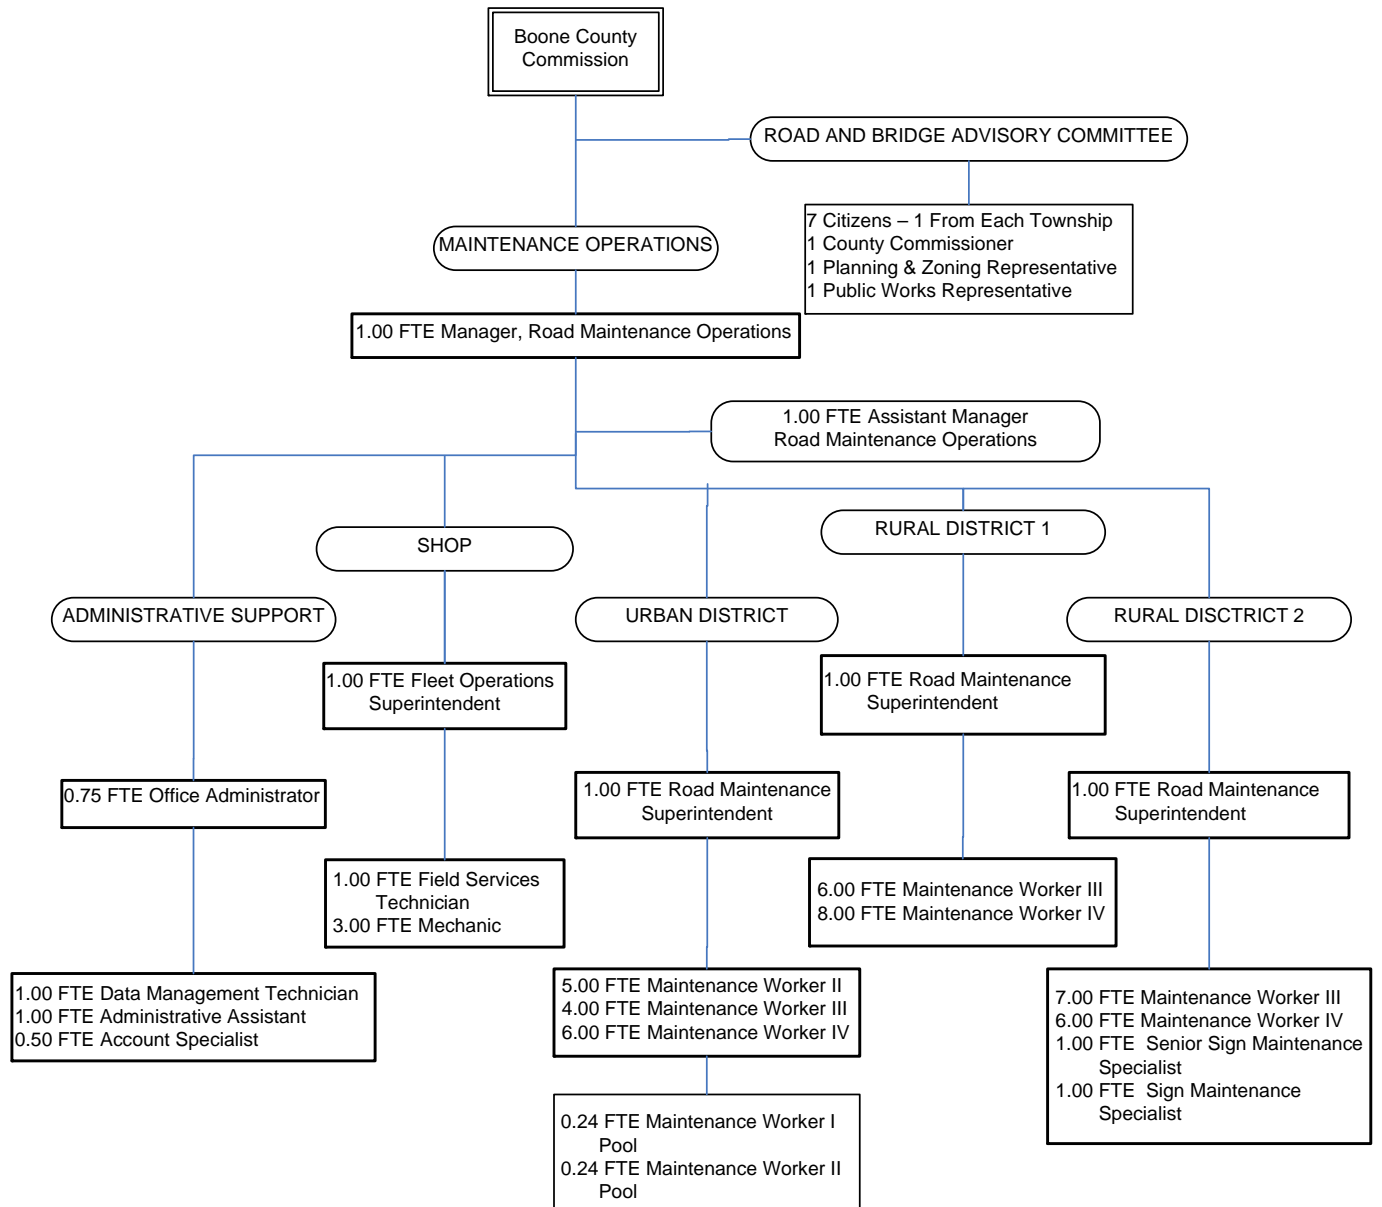 Boone County
Commission
ROAD AND BRIDGE ADVISORY COMMITTEE
7 Citizens – 1 From Each Township
1 County Commissioner
1 Planning & Zoning Representative
1 Public Works Representative
MAINTENANCE OPERATIONS
1.00 FTE Manager, Road Maintenance Operations
1.00 FTE Assistant Manager
Road Maintenance Operations
ADMINISTRATIVE SUPPORT
0.75 FTE Office Administrator
1.00 FTE Data Management Technician
1.00 FTE Administrative Assistant
0.50 FTE Account Specialist
SHOP
1.00 FTE Fleet Operations
Superintendent
1.00 FTE Field Services
Technician
3.00 FTE Mechanic
URBAN DISTRICT
1.00 FTE Road Maintenance
Superintendent
5.00 FTE Maintenance Worker II
4.00 FTE Maintenance Worker III
6.00 FTE Maintenance Worker IV
0.24 FTE Maintenance Worker I
Pool
0.24 FTE Maintenance Worker II
Pool
RURAL DISTRICT 1
1.00 FTE Road Maintenance
Superintendent
6.00 FTE Maintenance Worker III
8.00 FTE Maintenance Worker IV
RURAL DISCTRICT 2
1.00 FTE Road Maintenance
Superintendent
7.00 FTE Maintenance Worker III
6.00 FTE Maintenance Worker IV
1.00 FTE Senior Sign Maintenance
Specialist
1.00 FTE Sign Maintenance
Specialist